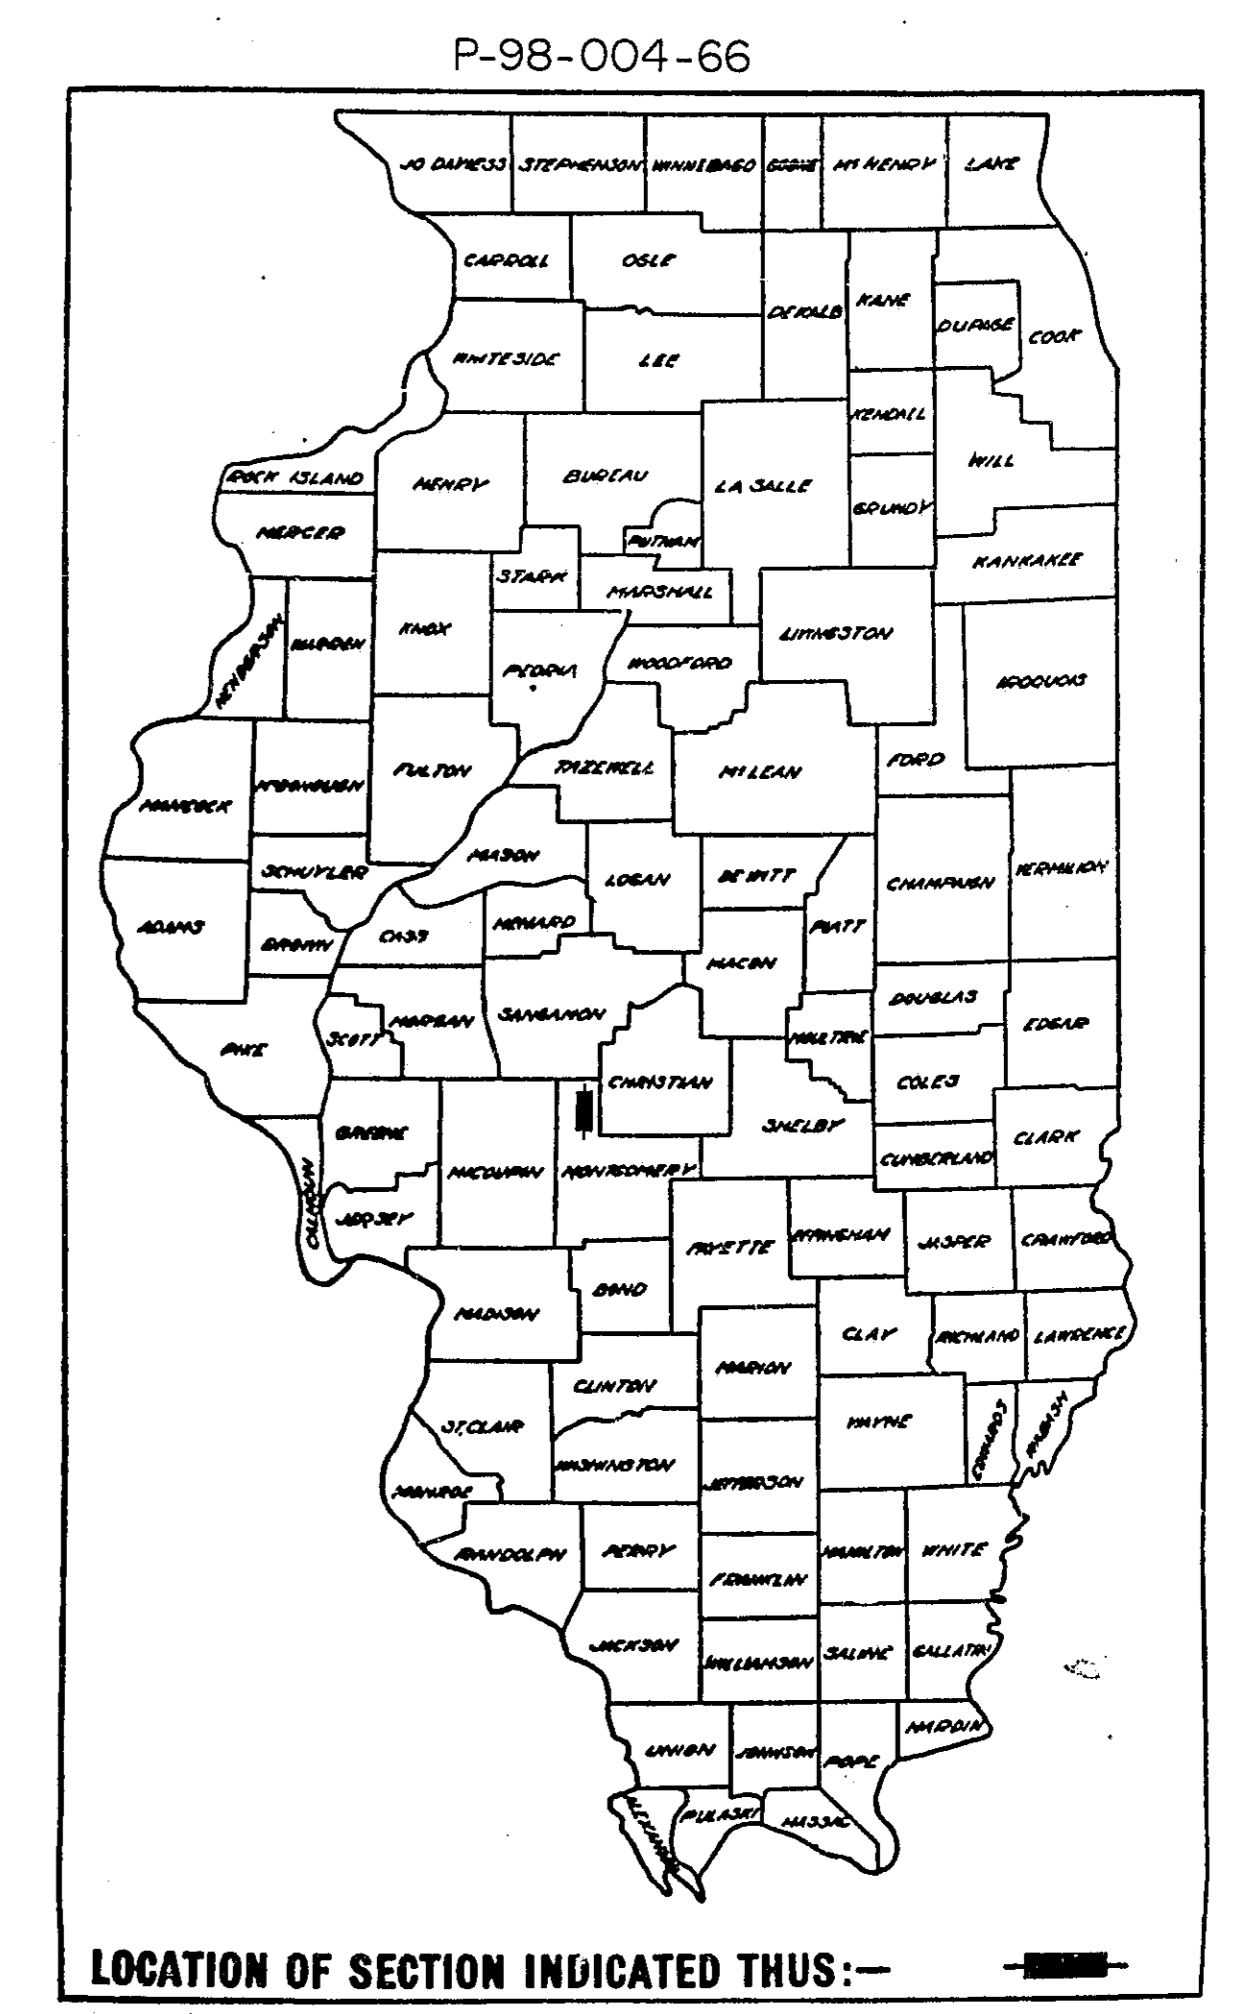 P-98-004-66
JO DAVIESS STEPHENSON WINNEBAGO BOONE McHENRY LAKE
CARROLL OGLE
DEKALB KANE
DUPAGE COOK
WHITESIDE LEE
KENDALL
ROCK ISLAND HENRY BUREAU LA SALLE WILL
GRUNDY
MERCER PUTNAM
KANKAKEE
STARK MARSHALL
HENDERSON WARREN KNOX LIVINGSTON
PEORIA WOODFORD IROQUOIS
HANCOCK McDONOUGH FULTON TAZEWELL McLEAN FORD
SCHUYLER MASON LOGAN DEWITT CHAMPAIGN VERMILION
ADAMS BROWN CASS MENARD PIATT
MACON
PIKE SCOTT MORGAN SANGAMON DOUGLAS EDGAR
MOULTRIE
CHRISTIAN COLES
GREENE SHELBY CLARK
CALHOUN MACOUPIN MONTGOMERY CUMBERLAND
JERSEY
FAYETTE EFFINGHAM JASPER CRAWFORD
MADISON BOND
CLAY RICHLAND LAWRENCE
CLINTON MARION
ST. CLAIR WAYNE EDWARDS WABASH
MONROE WASHINGTON JEFFERSON
RANDOLPH PERRY HAMILTON WHITE
FRANKLIN
JACKSON WILLIAMSON SALINE GALLATIN
HARDIN
UNION JOHNSON POPE
ALEXANDER PULASKI MASSAC
LOCATION OF SECTION INDICATED THUS:—